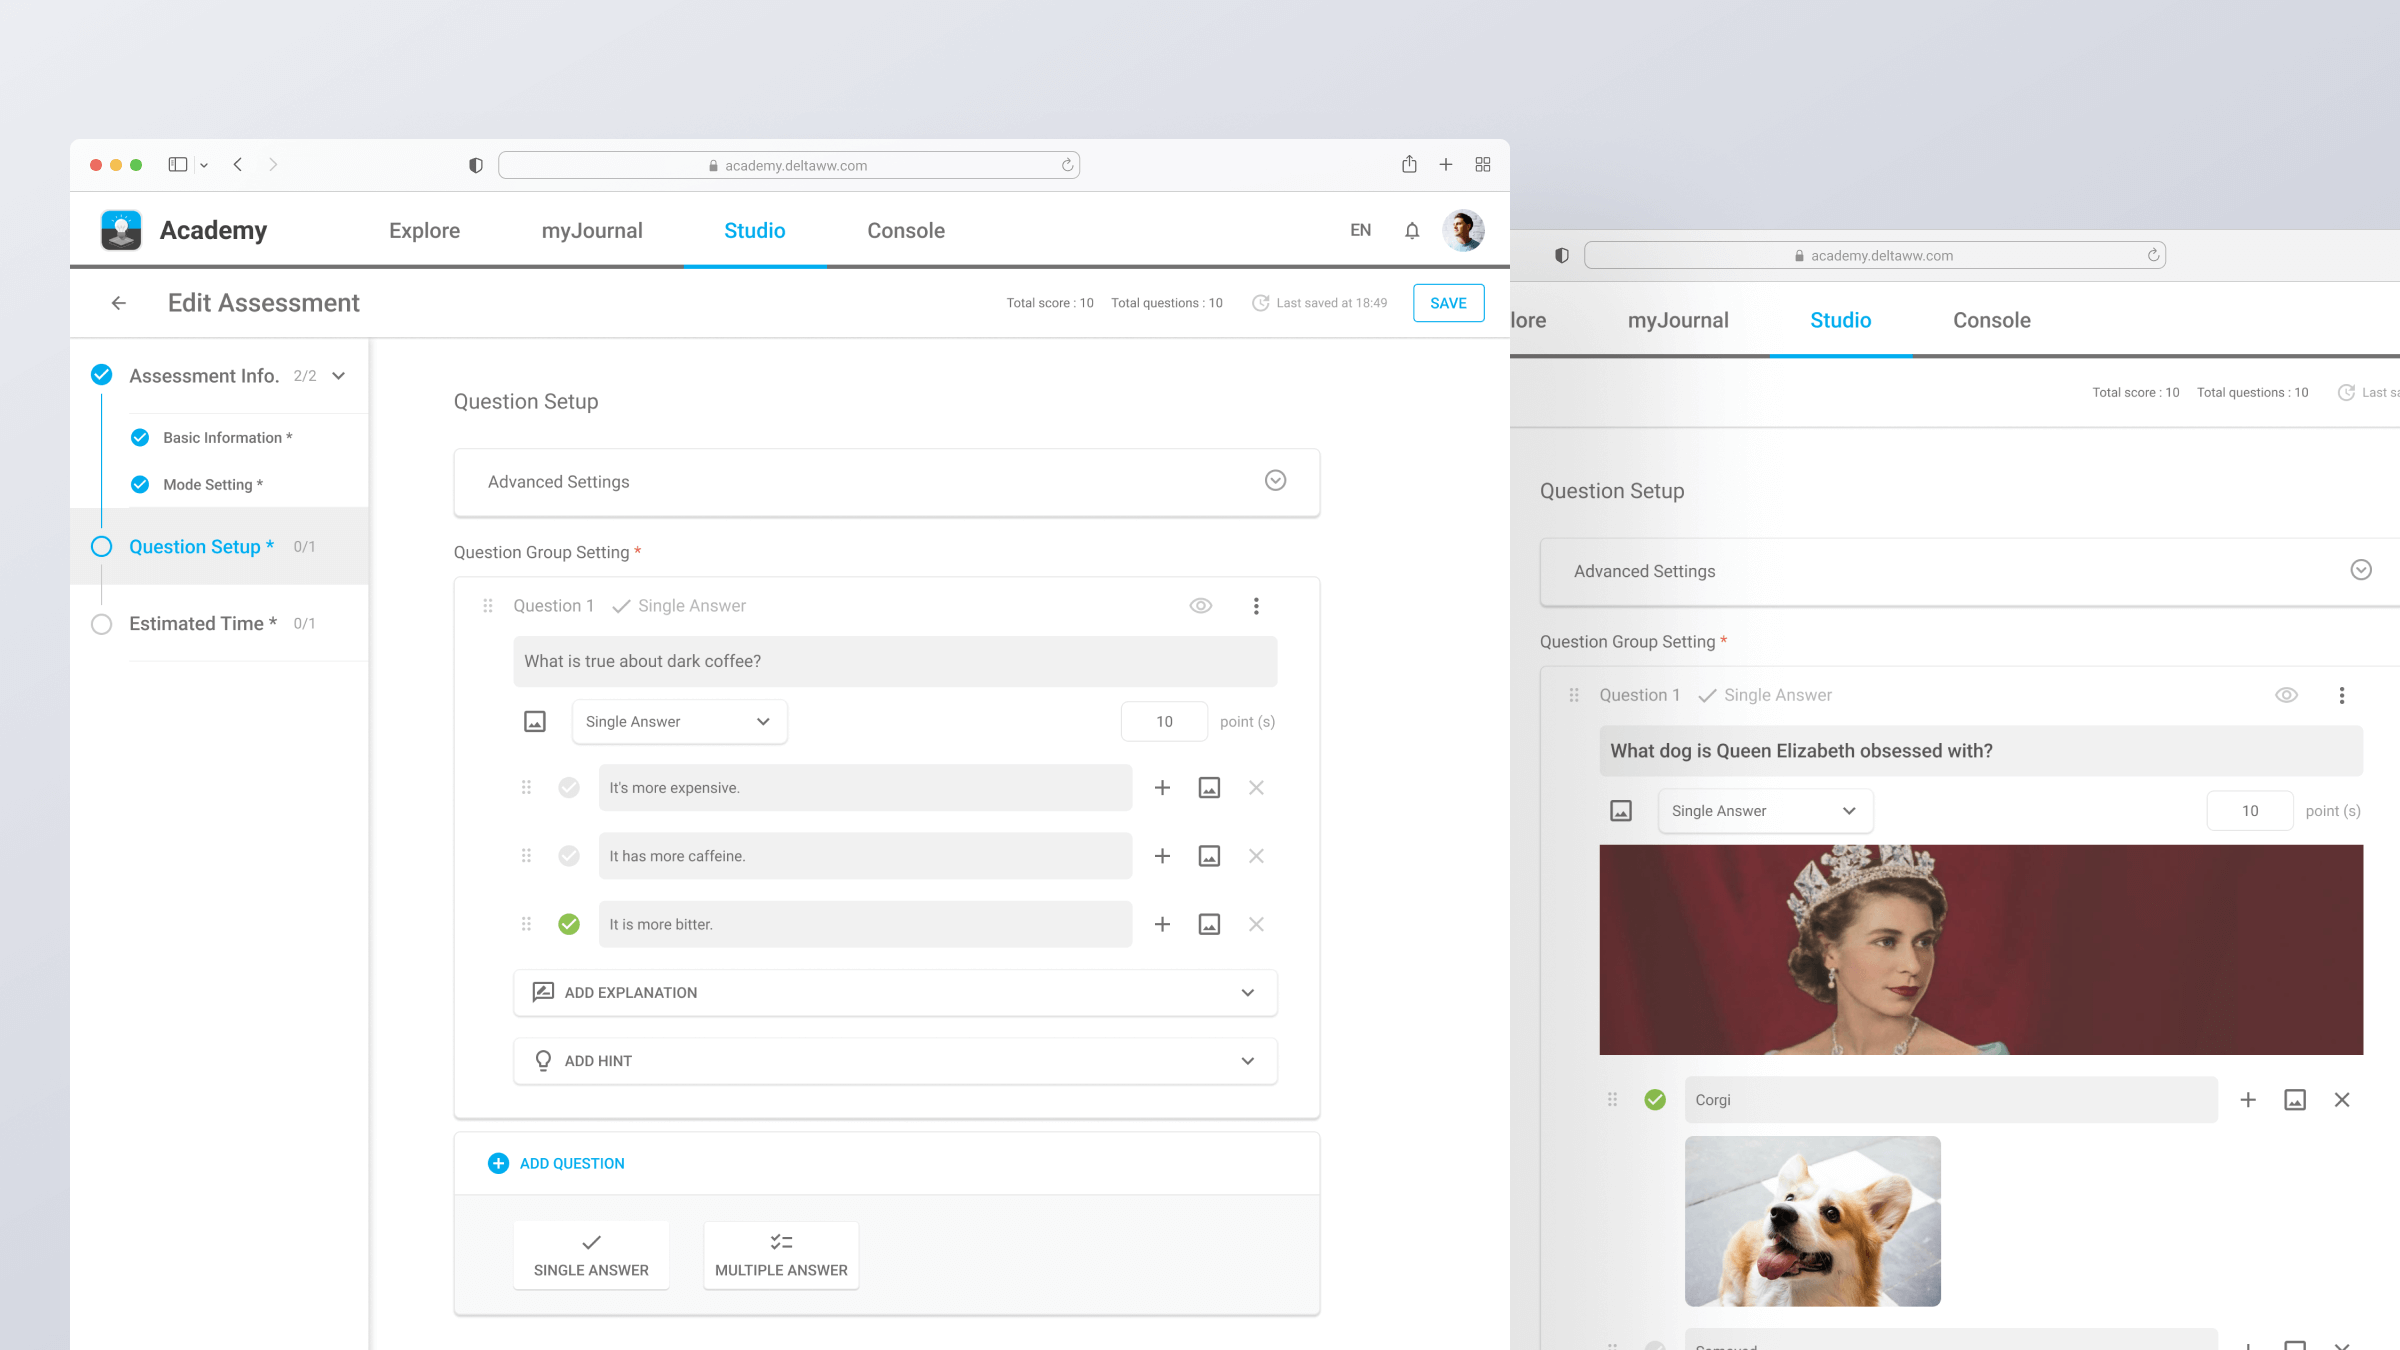 academy.deltaww.com
Academy
Explore
myJournal
Studio
Console
EN
Edit Assessment
Total score : 10
Total questions : 10
Last saved at 18:49
SAVE
Assessment Info. 2/2
Basic Information *
Mode Setting *
Question Setup * 0/1
Estimated Time * 0/1
Question Setup
Advanced Settings
Question Group Setting *
Question 1
Single Answer
What is true about dark coffee?
Single Answer
10
point (s)
It's more expensive.
It has more caffeine.
It is more bitter.
ADD EXPLANATION
ADD HINT
ADD QUESTION
SINGLE ANSWER
MULTIPLE ANSWER
academy.deltaww.com
lore
myJournal
Studio
Console
Total score : 10
Total questions : 10
Last sa
Question Setup
Advanced Settings
Question Group Setting *
Question 1
Single Answer
What dog is Queen Elizabeth obsessed with?
Single Answer
10
point (s)
Corgi